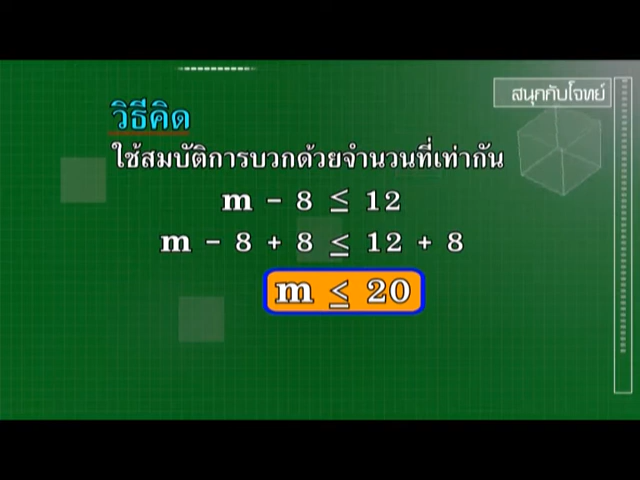 สนุกกับโจทย์
วิธีคิด
ใช้สมบัติการบวกด้วยจำนวนที่เท่ากัน
m - 8 ≤ 12
m - 8 + 8 ≤ 12 + 8
m ≤ 20